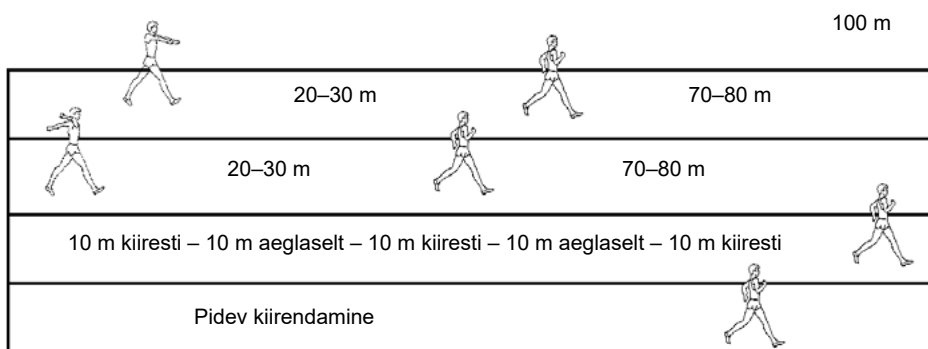 100 m
20–30 m 70–80 m
20–30 m 70–80 m
10 m kiiresti – 10 m aeglaselt – 10 m kiiresti – 10 m aeglaselt – 10 m kiiresti
Pidev kiirendamine